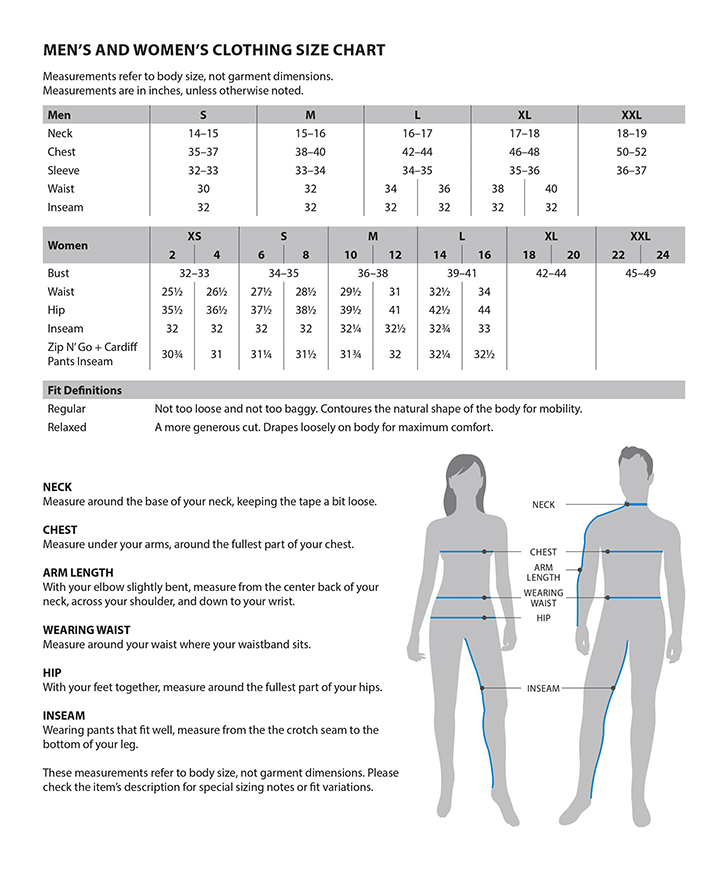 MEN'S AND WOMEN'S CLOTHING SIZE CHART
Measurements refer to body size, not garment dimensions.
Measurements are in inches, unless otherwise noted.
Men S M L XL XXL
Neck 14–15 15–16 16–17 17–18 18–19
Chest 35–37 38–40 42–44 46–48 50–52
Sleeve 32–33 33–34 34–35 35–36 36–37
Waist 30 32 34 36 38 40
Inseam 32 32 32 32 32 32
Women XS S M L XL XXL
2 4 6 8 10 12 14 16 18 20 22 24
Bust 32–33 34–35 36–38 39–41 42–44 45–49
Waist 25½ 26½ 27½ 28½ 29½ 31 32½ 34
Hip 35½ 36½ 37½ 38½ 39½ 41 42½ 44
Inseam 32 32 32 32 32¼ 32½ 32¾ 33
Zip N' Go + Cardiff
Pants Inseam 30¾ 31 31¼ 31½ 31¾ 32 32¼ 32½
Fit Definitions
Regular Not too loose and not too baggy. Contoures the natural shape of the body for mobility.
Relaxed A more generous cut. Drapes loosely on body for maximum comfort.
NECK
Measure around the base of your neck, keeping the tape a bit loose.
CHEST
Measure under your arms, around the fullest part of your chest.
ARM LENGTH
With your elbow slightly bent, measure from the center back of your
neck, across your shoulder, and down to your wrist.
WEARING WAIST
Measure around your waist where your waistband sits.
HIP
With your feet together, measure around the fullest part of your hips.
INSEAM
Wearing pants that fit well, measure from the the crotch seam to the
bottom of your leg.
These measurements refer to body size, not garment dimensions. Please
check the item's description for special sizing notes or fit variations.
NECK
CHEST
ARM
LENGTH
WEARING
WAIST
HIP
INSEAM